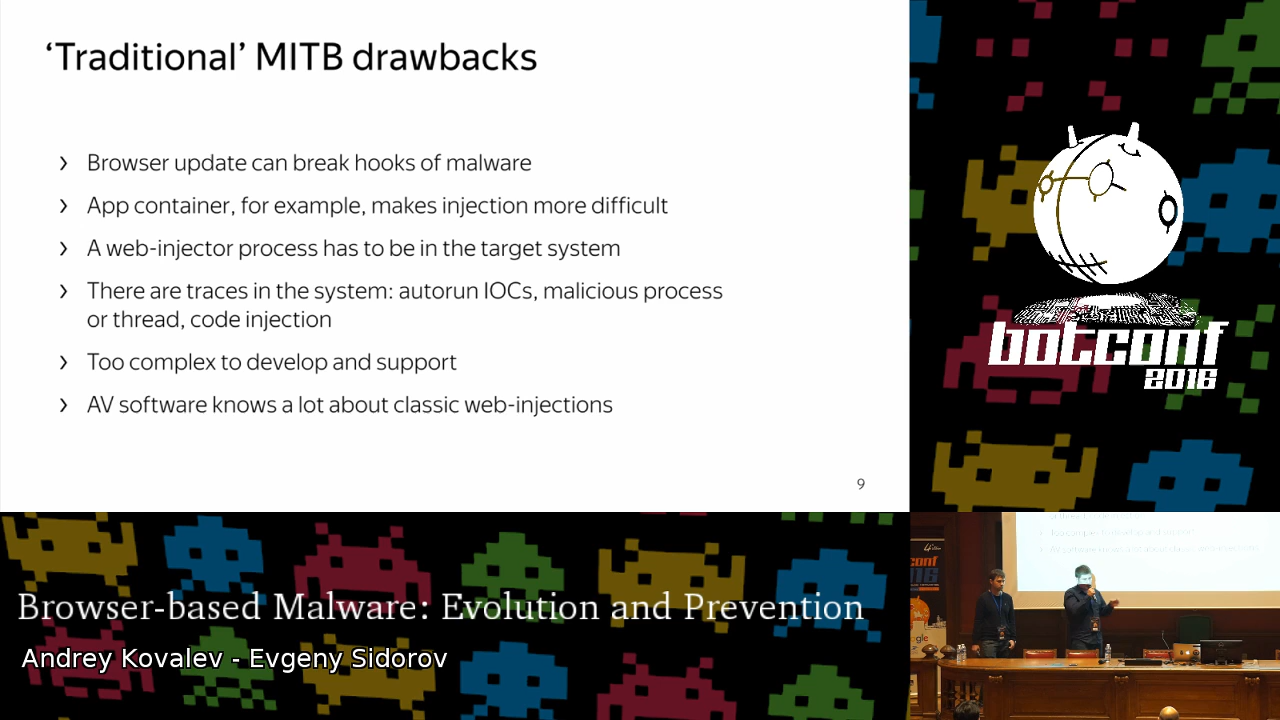 ‘Traditional’ MITB drawbacks
› Browser update can break hooks of malware
› App container, for example, makes injection more difficult
› A web-injector process has to be in the target system
› There are traces in the system: autorun IOCs, malicious process
or thread, code injection
› Too complex to develop and support
› AV software knows a lot about classic web-injections
9
botconf
2016
Browser-based Malware: Evolution and Prevention
Andrey Kovalev - Evgeny Sidorov